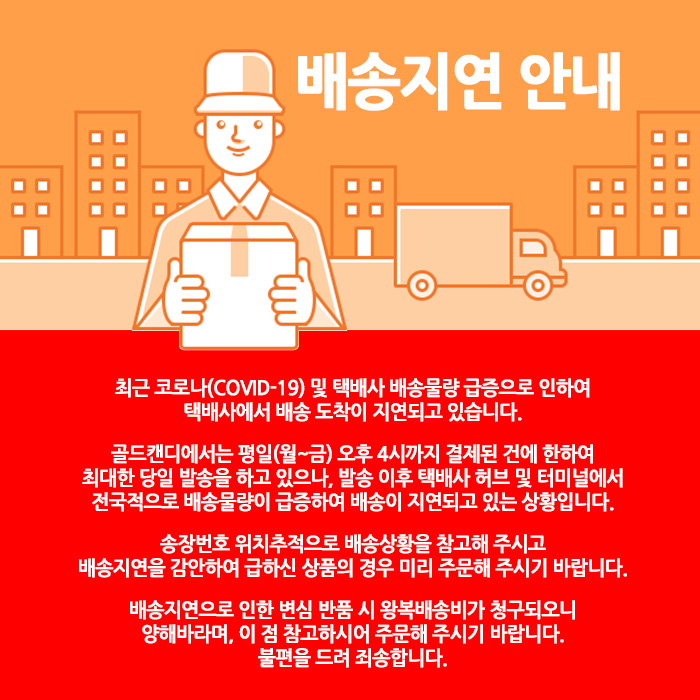 배송지연 안내
최근 코로나(COVID-19) 및 택배사 배송물량 급증으로 인하여
택배사에서 배송 도착이 지연되고 있습니다.
골드캔디에서는 평일(월~금) 오후 4시까지 결제된 건에 한하여
최대한 당일 발송을 하고 있으나, 발송 이후 택배사 허브 및 터미널에서
전국적으로 배송물량이 급증하여 배송이 지연되고 있는 상황입니다.
송장번호 위치추적으로 배송상황을 참고해 주시고
배송지연을 감안하여 급하신 상품의 경우 미리 주문해 주시기 바랍니다.
배송지연으로 인한 변심 반품 시 왕복배송비가 청구되오니
양해바라며, 이 점 참고하시어 주문해 주시기 바랍니다.
불편을 드려 죄송합니다.